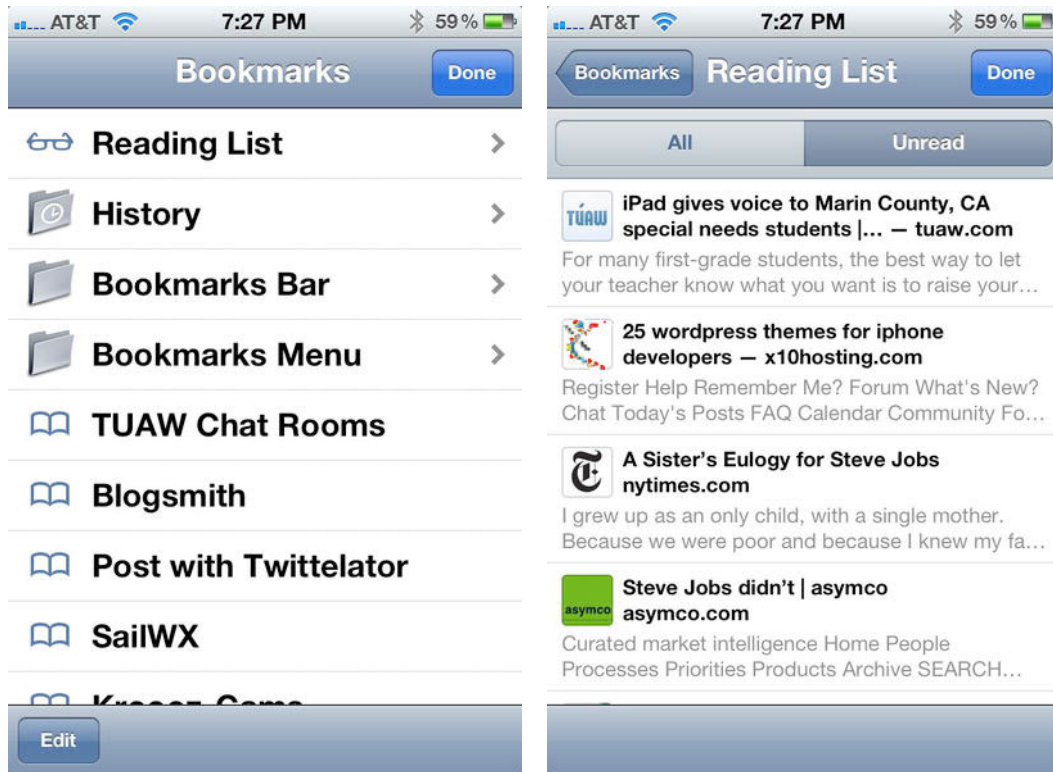 AT&T 7:27 PM 59%
Bookmarks Done
Reading List
History
Bookmarks Bar
Bookmarks Menu
TUAW Chat Rooms
Blogsmith
Post with Twittelator
SailWX
Edit
AT&T 7:27 PM 59%
Bookmarks Reading List Done
All Unread
TUAW
iPad gives voice to Marin County, CA
special needs students |… — tuaw.com
For many first-grade students, the best way to let
your teacher know what you want is to raise your…
25 wordpress themes for iphone
developers — x10hosting.com
Register Help Remember Me? Forum What's New?
Chat Today's Posts FAQ Calendar Community Fo…
T
A Sister’s Eulogy for Steve Jobs
nytimes.com
I grew up as an only child, with a single mother.
Because we were poor and because I knew my fa…
asymco
Steve Jobs didn’t | asymco
asymco.com
Curated market intelligence Home People
Processes Priorities Products Archive SEARCH…